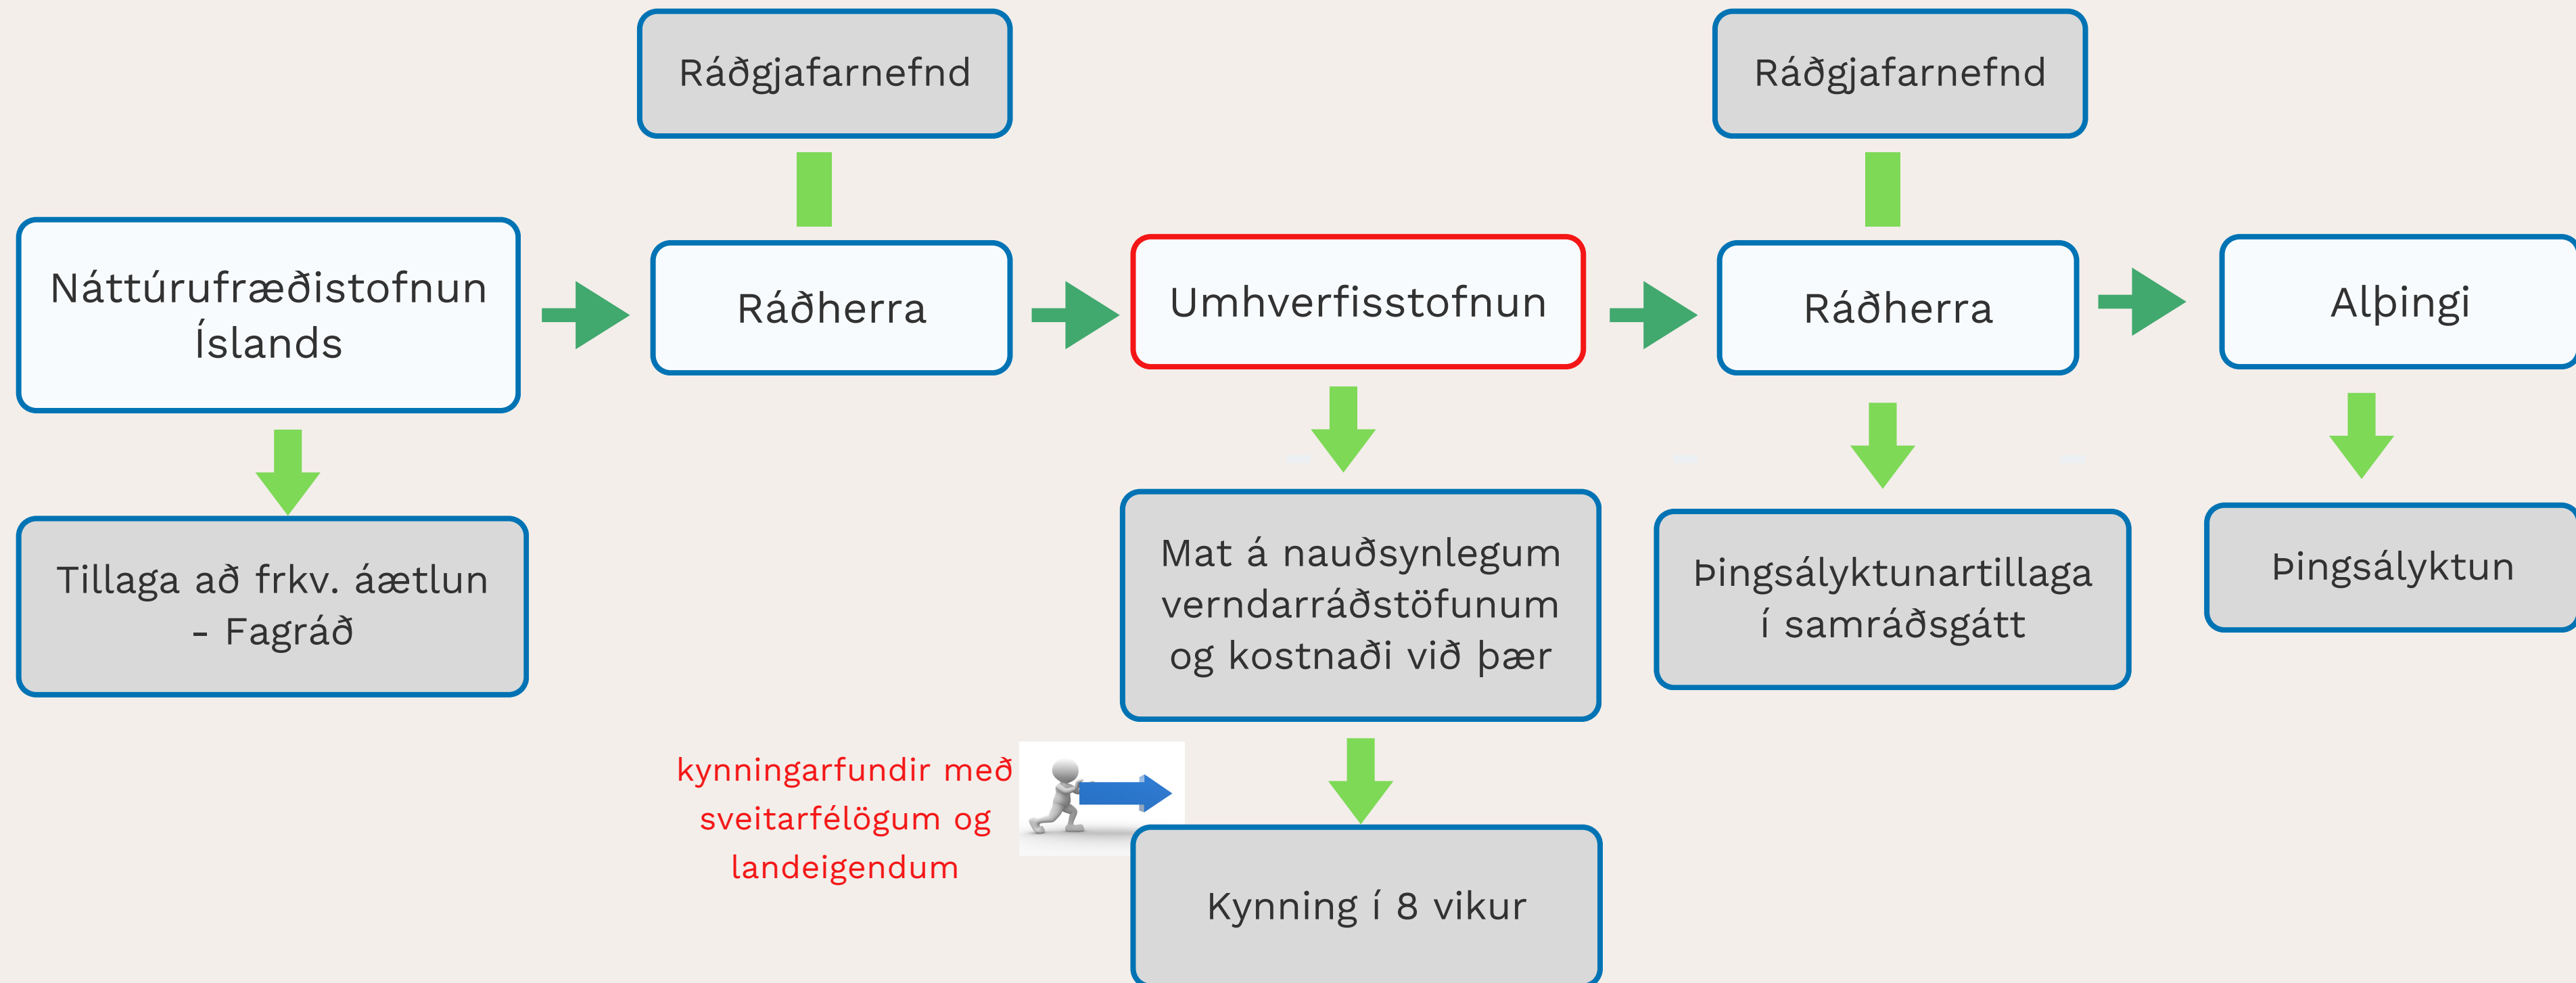 Ráðgjafarnefnd
Ráðgjafarnefnd
Náttúrufræðistofnun
Íslands
Ráðherra
Umhverfisstofnun
Ráðherra
Alþingi
Tillaga að frkv. áætlun
- Fagráð
Mat á nauðsynlegum
verndarráðstöfunum
og kostnaði við þær
Þingsályktunartillaga
í samráðsgátt
Þingsályktun
kynningarfundir með
sveitarfélögum og
landeigendum
Kynning í 8 vikur